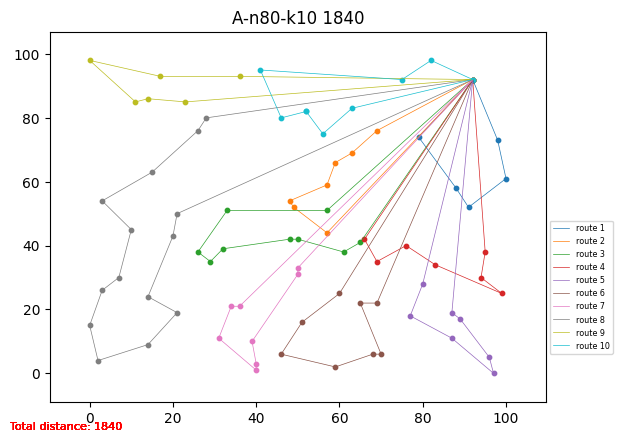 A-n80-k10 1840
100
80
60
40
20
0
0 20 40 60 80 100
route 1
route 2
route 3
route 4
route 5
route 6
route 7
route 8
route 9
route 10
Total distance: 1840